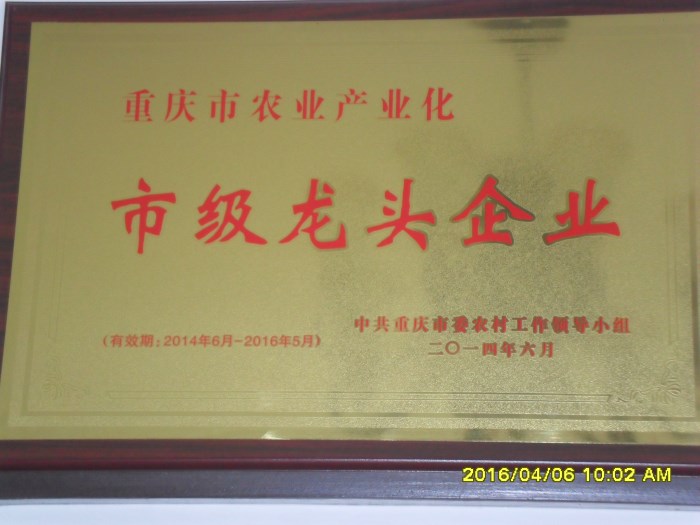 重庆市农业产业化
市级龙头企业
(有效期:2014年6月-2016年5月)
中共重庆市委农村工作领导小组
二〇一四年六月
2016/04/06 10:02 AM